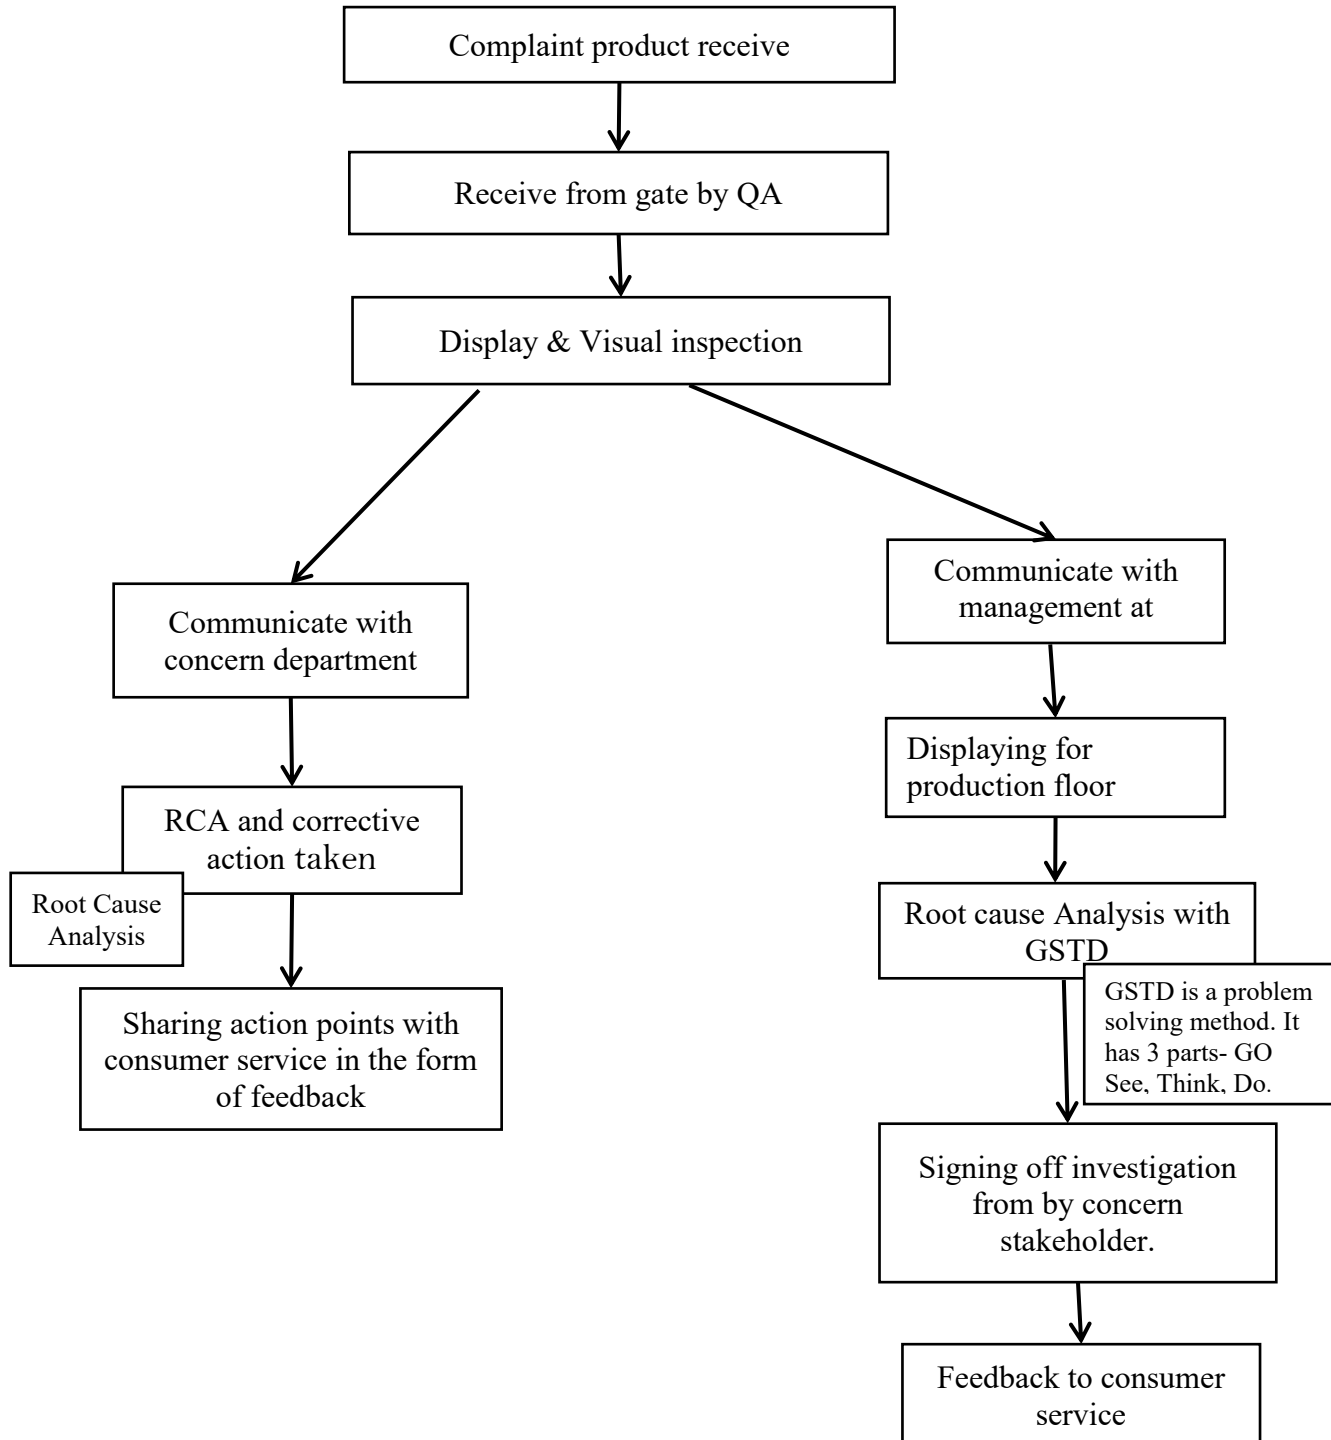 Complaint product receive
Receive from gate by QA
Display & Visual inspection
Communicate with
concern department
RCA and corrective
action taken
Root Cause
Analysis
Sharing action points with
consumer service in the form
of feedback
Communicate with
management at
Displaying for
production floor
Root cause Analysis with
GSTD
GSTD is a problem
solving method. It
has 3 parts- GO
See, Think, Do.
Signing off investigation
from by concern
stakeholder.
Feedback to consumer
service